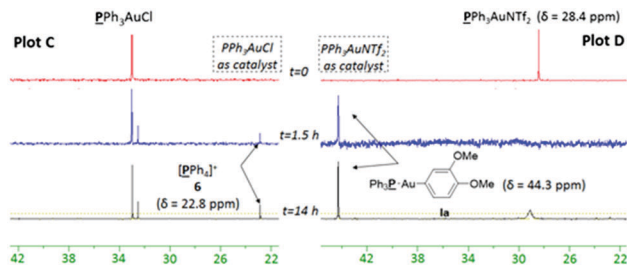 PPh₃AuCl
Plot C
PPh₃AuCl
as catalyst
t=0
PPh₃AuNTf₂
as catalyst
PPh₃AuNTf₂ (δ = 28.4 ppm)
Plot D
t=1.5 h
[PPh₄]⁺
6
(δ = 22.8 ppm)
OMe
Ph₃P-Au
OMe
(δ = 44.3 ppm)
Ia
t=14 h
42 38 34 30 26 22
42 38 34 30 26 22